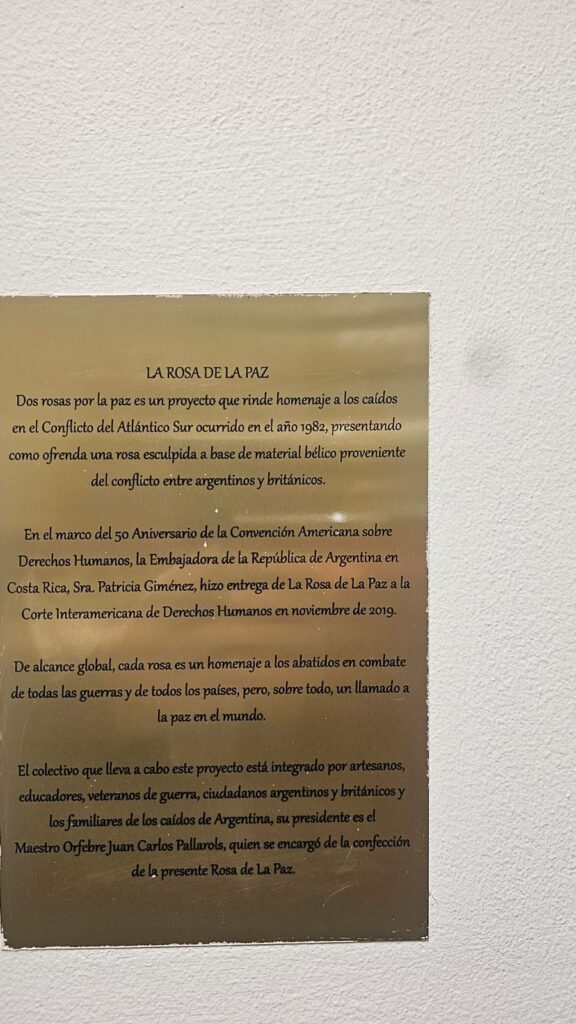 LA ROSA DE LA PAZ
Dos rosas por la paz es un proyecto que rinde homenaje a los caídos
en el Conflicto del Atlántico Sur ocurrido en el año 1982, presentando
como ofrenda una rosa esculpida a base de material bélico proveniente
del conflicto entre argentinos y británicos.
En el marco del 50 Aniversario de la Convención Americana sobre
Derechos Humanos, la Embajadora de la República de Argentina en
Costa Rica, Sra. Patricia Giménez, hizo entrega de La Rosa de La Paz a la
Corte Interamericana de Derechos Humanos en noviembre de 2019.
De alcance global, cada rosa es un homenaje a los abatidos en combate
de todas las guerras y de todos los países, pero, sobre todo, un llamado a
la paz en el mundo.
El colectivo que lleva a cabo este proyecto está integrado por artesanos,
educadores, veteranos de guerra, ciudadanos argentinos y británicos y
los familiares de los caídos de Argentina, su presidente es el
Maestro Orfebre Juan Carlos Pallarols, quien se encargó de la confección
de la presente Rosa de La Paz.